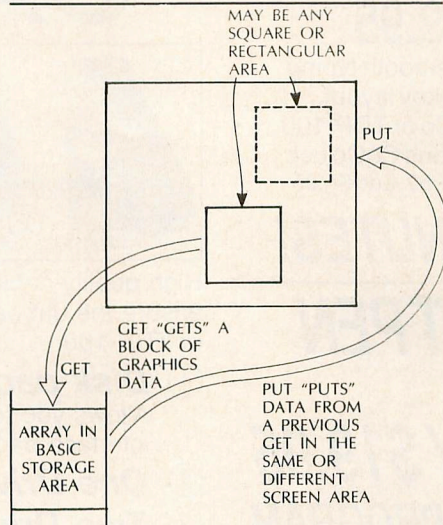 MAY BE ANY
SQUARE OR
RECTANGULAR
AREA
PUT
GET "GETS" A
BLOCK OF
GRAPHICS
DATA
GET
PUT "PUTS"
DATA FROM
A PREVIOUS
GET IN THE
SAME OR
DIFFERENT
SCREEN AREA
ARRAY IN
BASIC
STORAGE
AREA